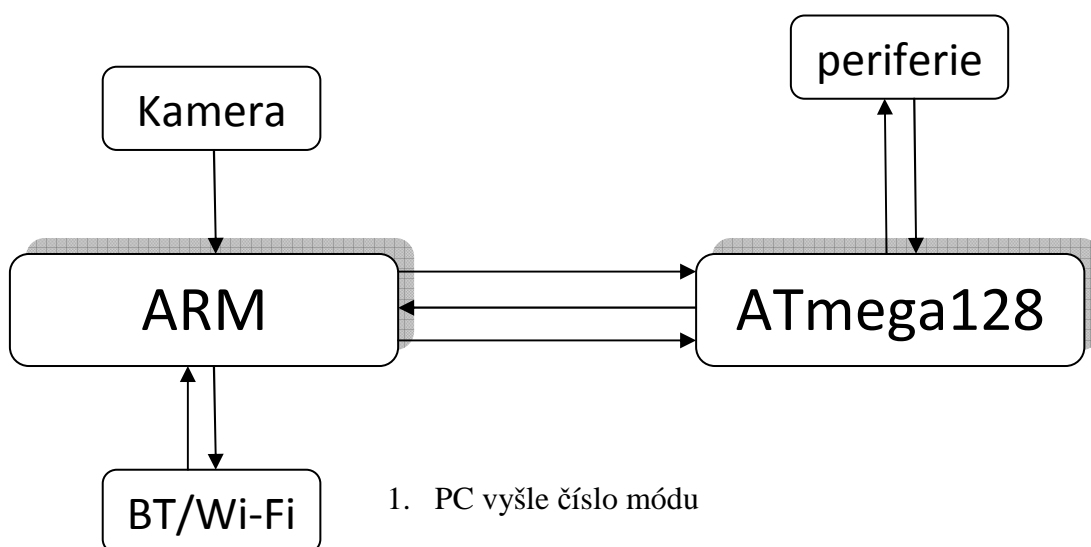 periferie
Kamera
ARM
ATmega128
BT/Wi-Fi
1. PC vyšle číslo módu